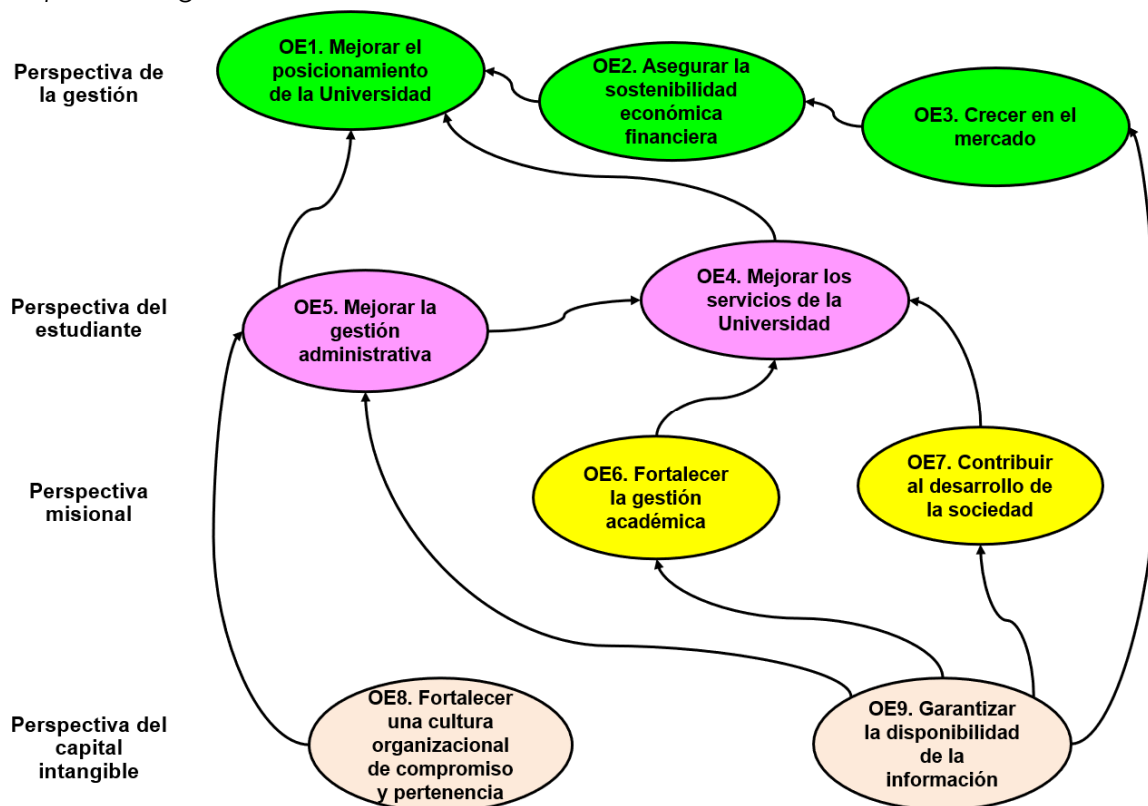 Perspectiva de
la gestión
OE1. Mejorar el
posicionamiento
de la Universidad
OE2. Asegurar la
sostenibilidad
económica
financiera
OE3. Crecer en el
mercado
Perspectiva del
estudiante
OE5. Mejorar la
gestión
administrativa
OE4. Mejorar los
servicios de la
Universidad
Perspectiva
misional
OE6. Fortalecer
la gestión
académica
OE7. Contribuir
al desarrollo de
la sociedad
Perspectiva del
capital
intangible
OE8. Fortalecer
una cultura
organizacional
de compromiso
y pertenencia
OE9. Garantizar
la disponibilidad
de la
información